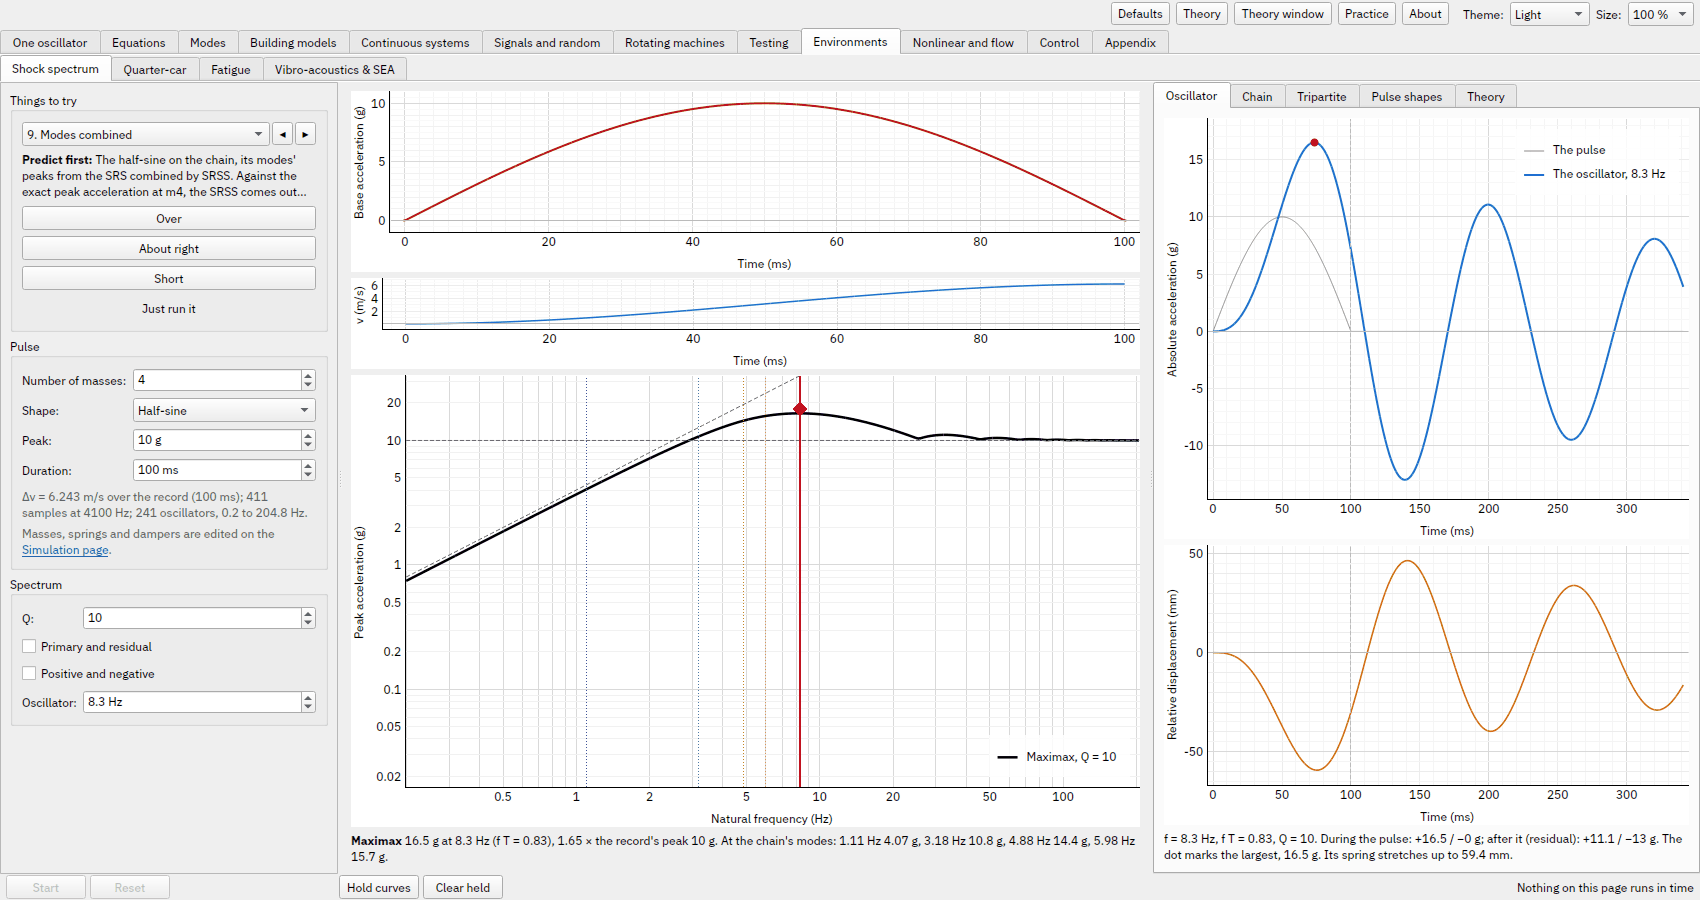 Defaults
Theory
Theory window
Practice
About
Theme:
Light
Size:
100 %
One oscillator
Equations
Modes
Building models
Continuous systems
Signals and random
Rotating machines
Testing
Environments
Nonlinear and flow
Control
Appendix
Shock spectrum
Quarter-car
Fatigue
Vibro-acoustics & SEA
Things to try
9. Modes combined
Predict first: The half-sine on the chain, its modes'
peaks from the SRS combined by SRSS. Against the
exact peak acceleration at m4, the SRSS comes out...
Over
About right
Short
Just run it
Pulse
Number of masses:
4
Shape:
Half-sine
Peak:
10 g
Duration:
100 ms
Δv = 6.243 m/s over the record (100 ms); 411
samples at 4100 Hz; 241 oscillators, 0.2 to 204.8 Hz.
Masses, springs and dampers are edited on the
Simulation page.
Spectrum
Q:
10
Primary and residual
Positive and negative
Oscillator:
8.3 Hz
Start
Reset
Base acceleration (g)
10
5
0
0
20
40
60
80
100
Time (ms)
v (m/s)
6
4
2
0
20
40
60
80
100
Time (ms)
Peak acceleration (g)
20
10
5
2
1
0.5
0.2
0.1
0.05
0.02
0.5
1
2
5
10
20
50
100
Natural frequency (Hz)
Maximax, Q = 10
Maximax 16.5 g at 8.3 Hz (f T = 0.83), 1.65 × the record's peak 10 g. At the chain's modes: 1.11 Hz 4.07 g, 3.18 Hz 10.8 g, 4.88 Hz 14.4 g, 5.98 Hz
15.7 g.
Hold curves
Clear held
Oscillator
Chain
Tripartite
Pulse shapes
Theory
Absolute acceleration (g)
15
10
5
0
-5
-10
The pulse
The oscillator, 8.3 Hz
0
50
100
150
200
250
300
Time (ms)
Relative displacement (mm)
50
0
-50
0
50
100
150
200
250
300
Time (ms)
f = 8.3 Hz, f T = 0.83, Q = 10. During the pulse: +16.5 / −0 g; after it (residual): +11.1 / −13 g. The
dot marks the largest, 16.5 g. Its spring stretches up to 59.4 mm.
Nothing on this page runs in time